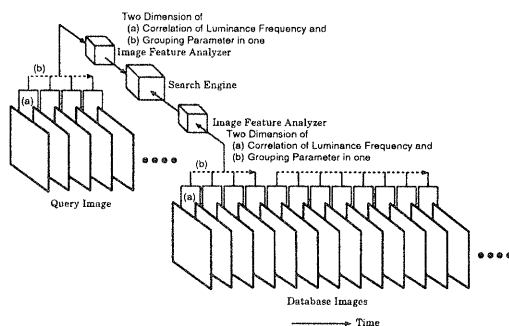 Two Dimension of
(a) Correlation of Luminance Frequency and
(b) Grouping Parameter in one
Image Feature Analyzer
(b)
Search Engine
(a)
Image Feature Analyzer
Two Dimension of
(a) Correlation of Luminance Frequency and
(b) Grouping Parameter in one
(b)
Query Image
(a)
Database Images
Time